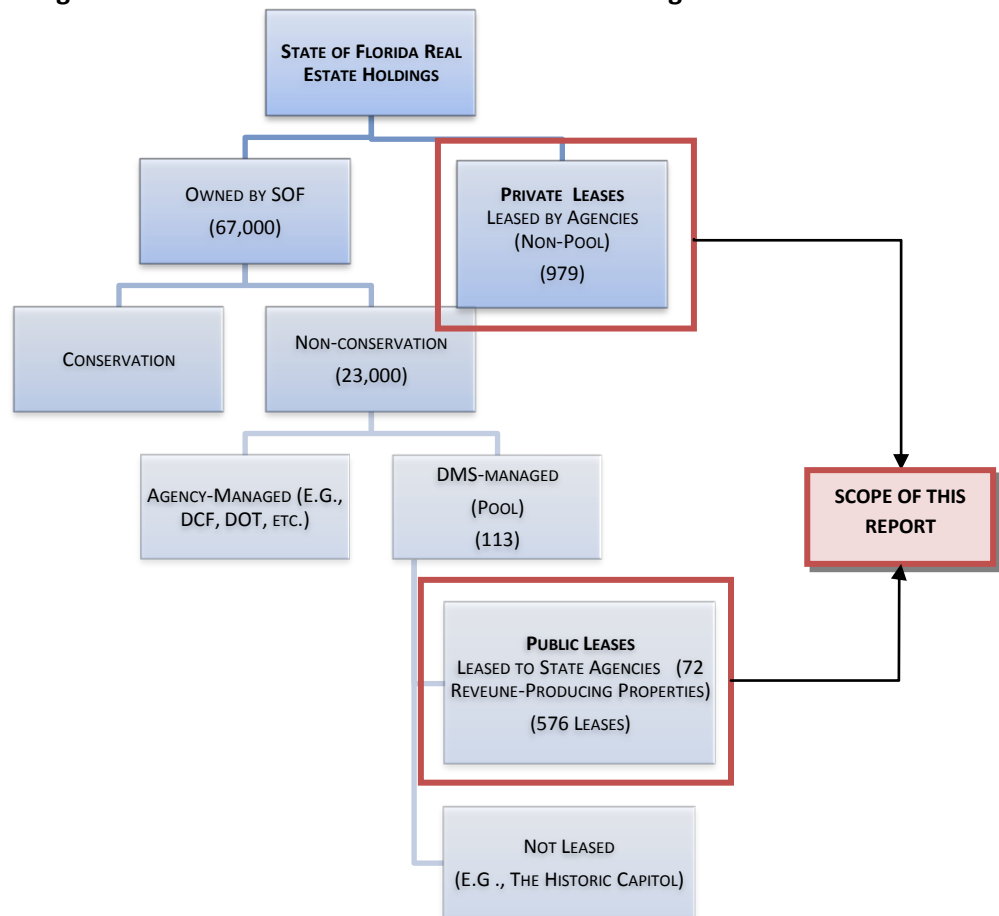 STATE OF FLORIDA REAL
ESTATE HOLDINGS
OWNED BY SOF
(67,000)
PRIVATE LEASES
LEASED BY AGENCIES
(NON-POOL)
(979)
CONSERVATION
NON-CONSERVATION
(23,000)
AGENCY-MANAGED (E.G.,
DCF, DOT, ETC.)
DMS-MANAGED
(POOL)
(113)
SCOPE OF THIS
REPORT
PUBLIC LEASES
LEASED TO STATE AGENCIES (72
REVEUNE-PRODUCING PROPERTIES)
(576 LEASES)
NOT LEASED
(E.G ., THE HISTORIC CAPITOL)